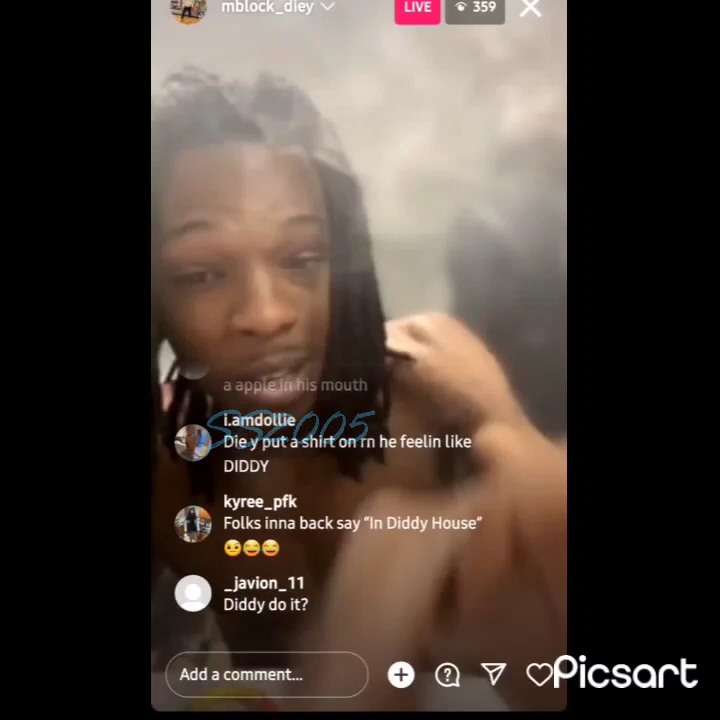 mblock_diey
LIVE
359
a apple in his mouth
i.amdollie
SS2005
Die y put a shirt on rn he feelin like
DIDDY
kyree_pfk
Folks inna back say “In Diddy House”
😉😂😂
_javion_11
Diddy do it?
Add a comment...
Picsart